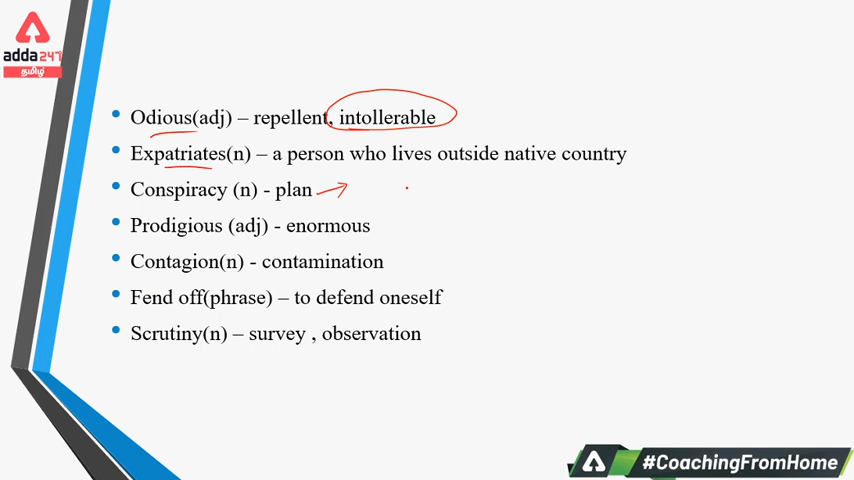 adda247
தமிழ்
Odious(adj) – repellent, intollerable
Expatriates(n) – a person who lives outside native country
Conspiracy (n) - plan
Prodigious (adj) - enormous
Contagion(n) - contamination
Fend off(phrase) – to defend oneself
Scrutiny(n) – survey , observation
#CoachingFromHome